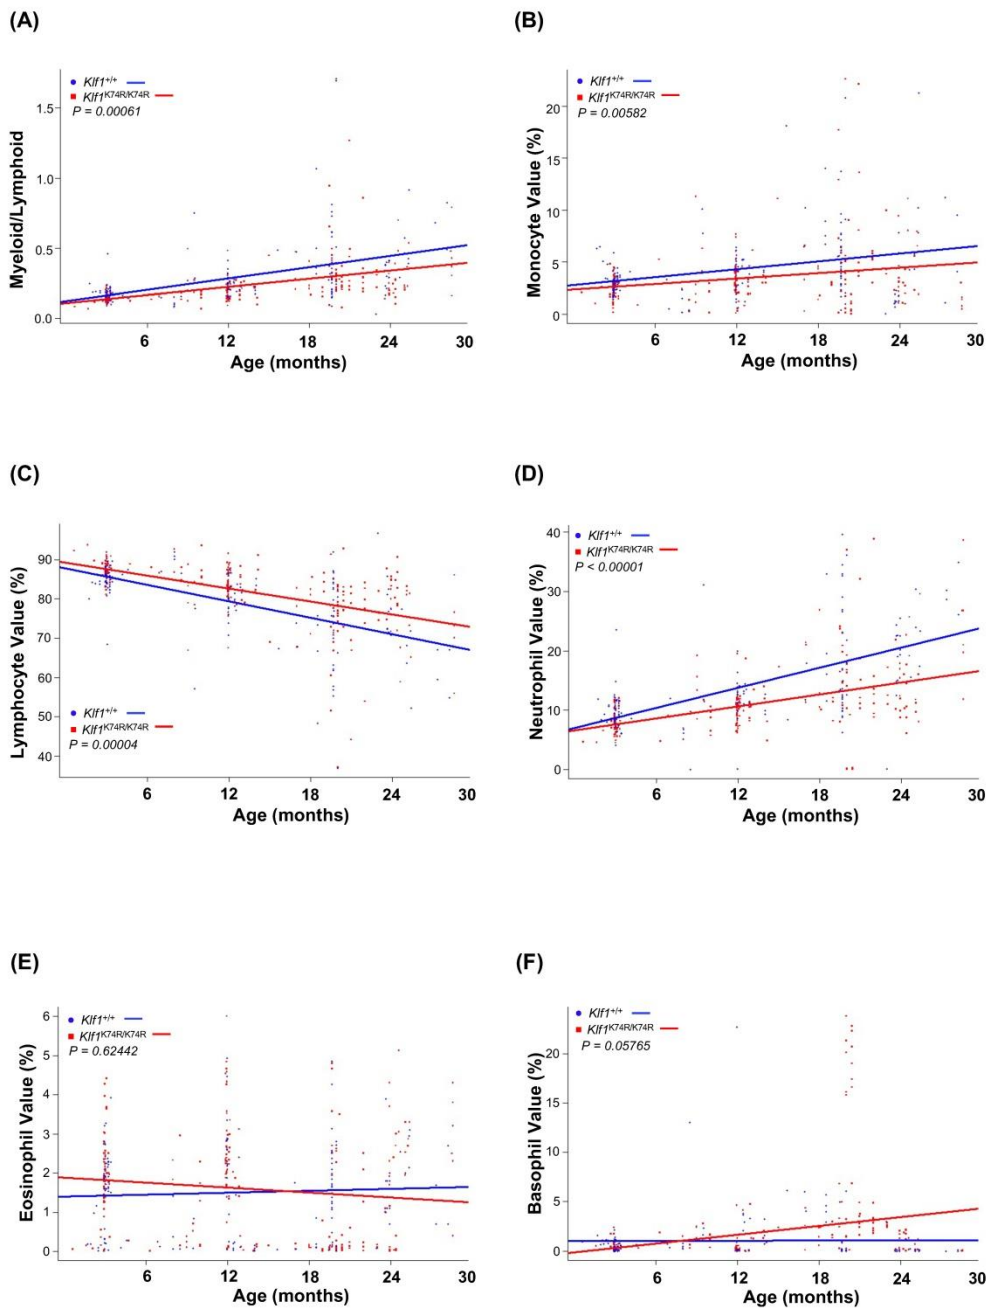 (A)
Klf1+/+
Klf1K74R/K74R
P = 0.00061
Myeloid/Lymphoid
1.5
1.0
0.5
0.0
6 12 18 24 30
Age (months)
(B)
Klf1+/+
Klf1K74R/K74R
P = 0.00582
Monocyte Value (%)
20
15
10
5
0
6 12 18 24 30
Age (months)
(C)
Lymphocyte Value (%)
90
80
70
60
50
40
Klf1+/+
Klf1K74R/K74R
P = 0.00004
6 12 18 24 30
Age (months)
(D)
Klf1+/+
Klf1K74R/K74R
P < 0.00001
Neutrophil Value (%)
40
30
20
10
0
6 12 18 24 30
Age (months)
(E)
Klf1+/+
Klf1K74R/K74R
P = 0.62442
Eosinophil Value (%)
6
5
4
3
2
1
0
6 12 18 24 30
Age (months)
(F)
Klf1+/+
Klf1K74R/K74R
P = 0.05765
Basophil Value (%)
20
15
10
5
0
6 12 18 24 30
Age (months)